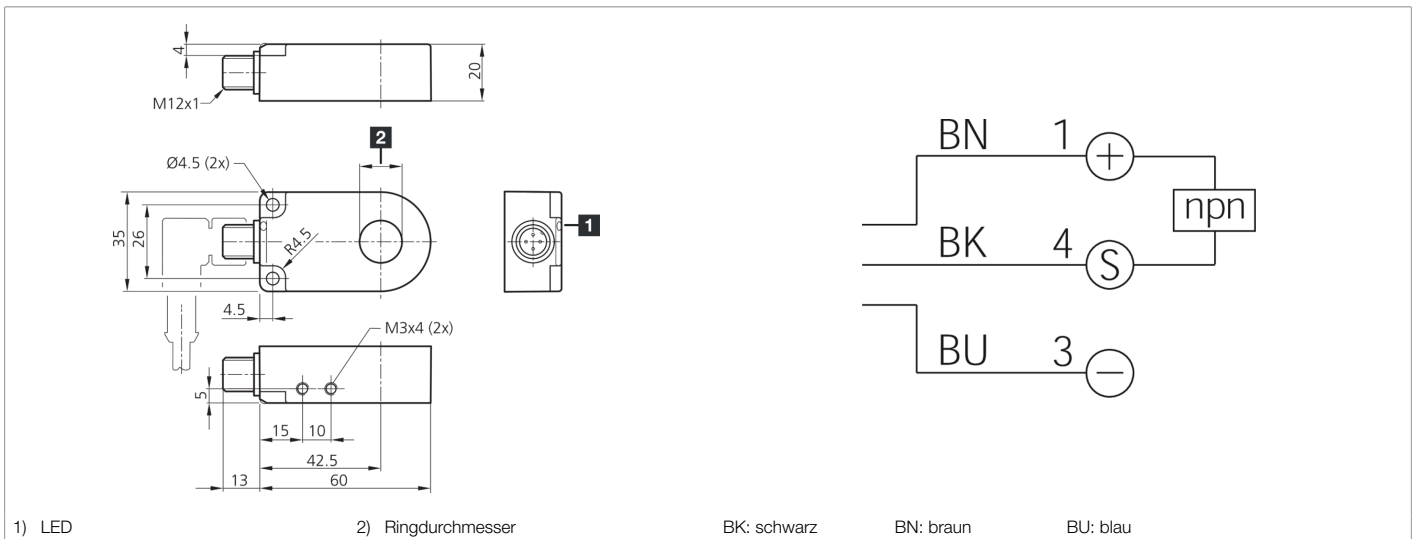 4
20
M12x1
2
Ø4.5 (2x)
35
26
R4.5
1
4.5
M3x4 (2x)
5
15
10
42.5
13
60
BN 1 +
npn
BK 4 S
BU 3 −
1) LED 2) Ringdurchmesser BK: schwarz BN: braun BU: blau